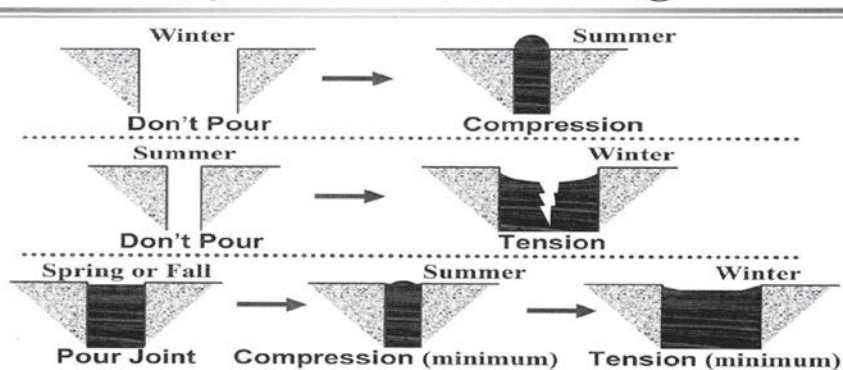 Winter Summer
Don't Pour Compression
Summer Winter
Don't Pour Tension
Spring or Fall Summer Winter
Pour Joint Compression (minimum) Tension (minimum)